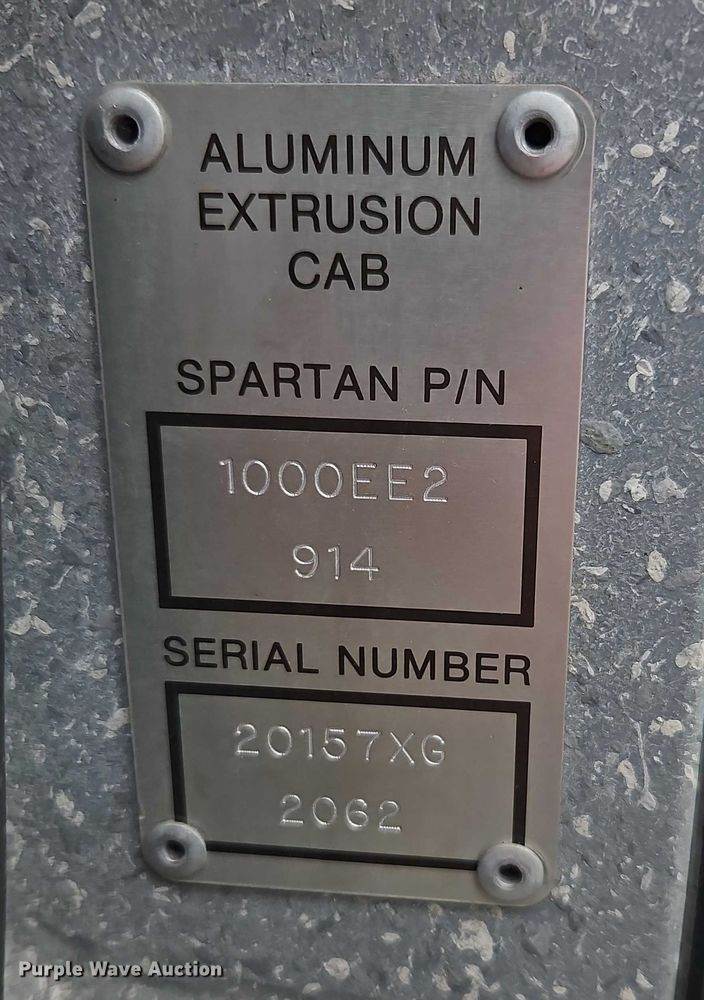 ALUMINUM
EXTRUSION
CAB
SPARTAN P/N
1000EE2
914
SERIAL NUMBER
20157XG
2062
Purple Wave Auction